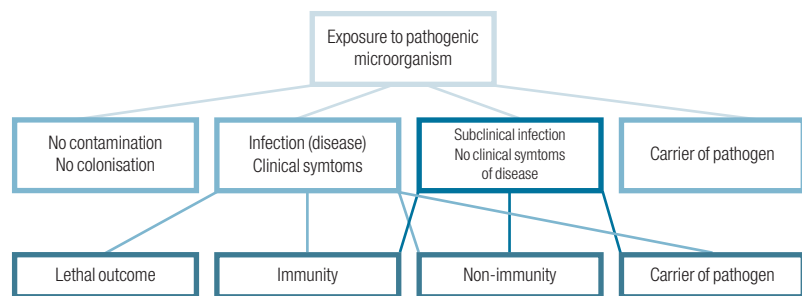 Exposure to pathogenic
microorganism
No contamination
No colonisation
Infection (disease)
Clinical symtoms
Subclinical infection
No clinical symtoms
of disease
Carrier of pathogen
Lethal outcome
Immunity
Non-immunity
Carrier of pathogen